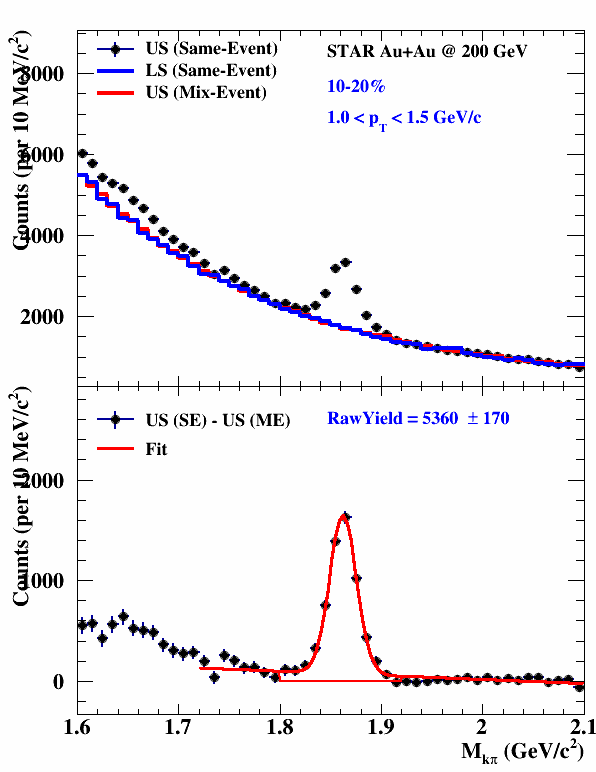 US (Same-Event)
LS (Same-Event)
US (Mix-Event)
STAR Au+Au @ 200 GeV
10-20%
1.0 < p_T < 1.5 GeV/c
Counts (per 10 MeV/c²)
8000
6000
4000
2000
US (SE) - US (ME)
Fit
RawYield = 5360 ± 170
Counts (per 10 MeV/c²)
2000
1000
0
1.6 1.7 1.8 1.9 2 2.1
M_kπ (GeV/c²)